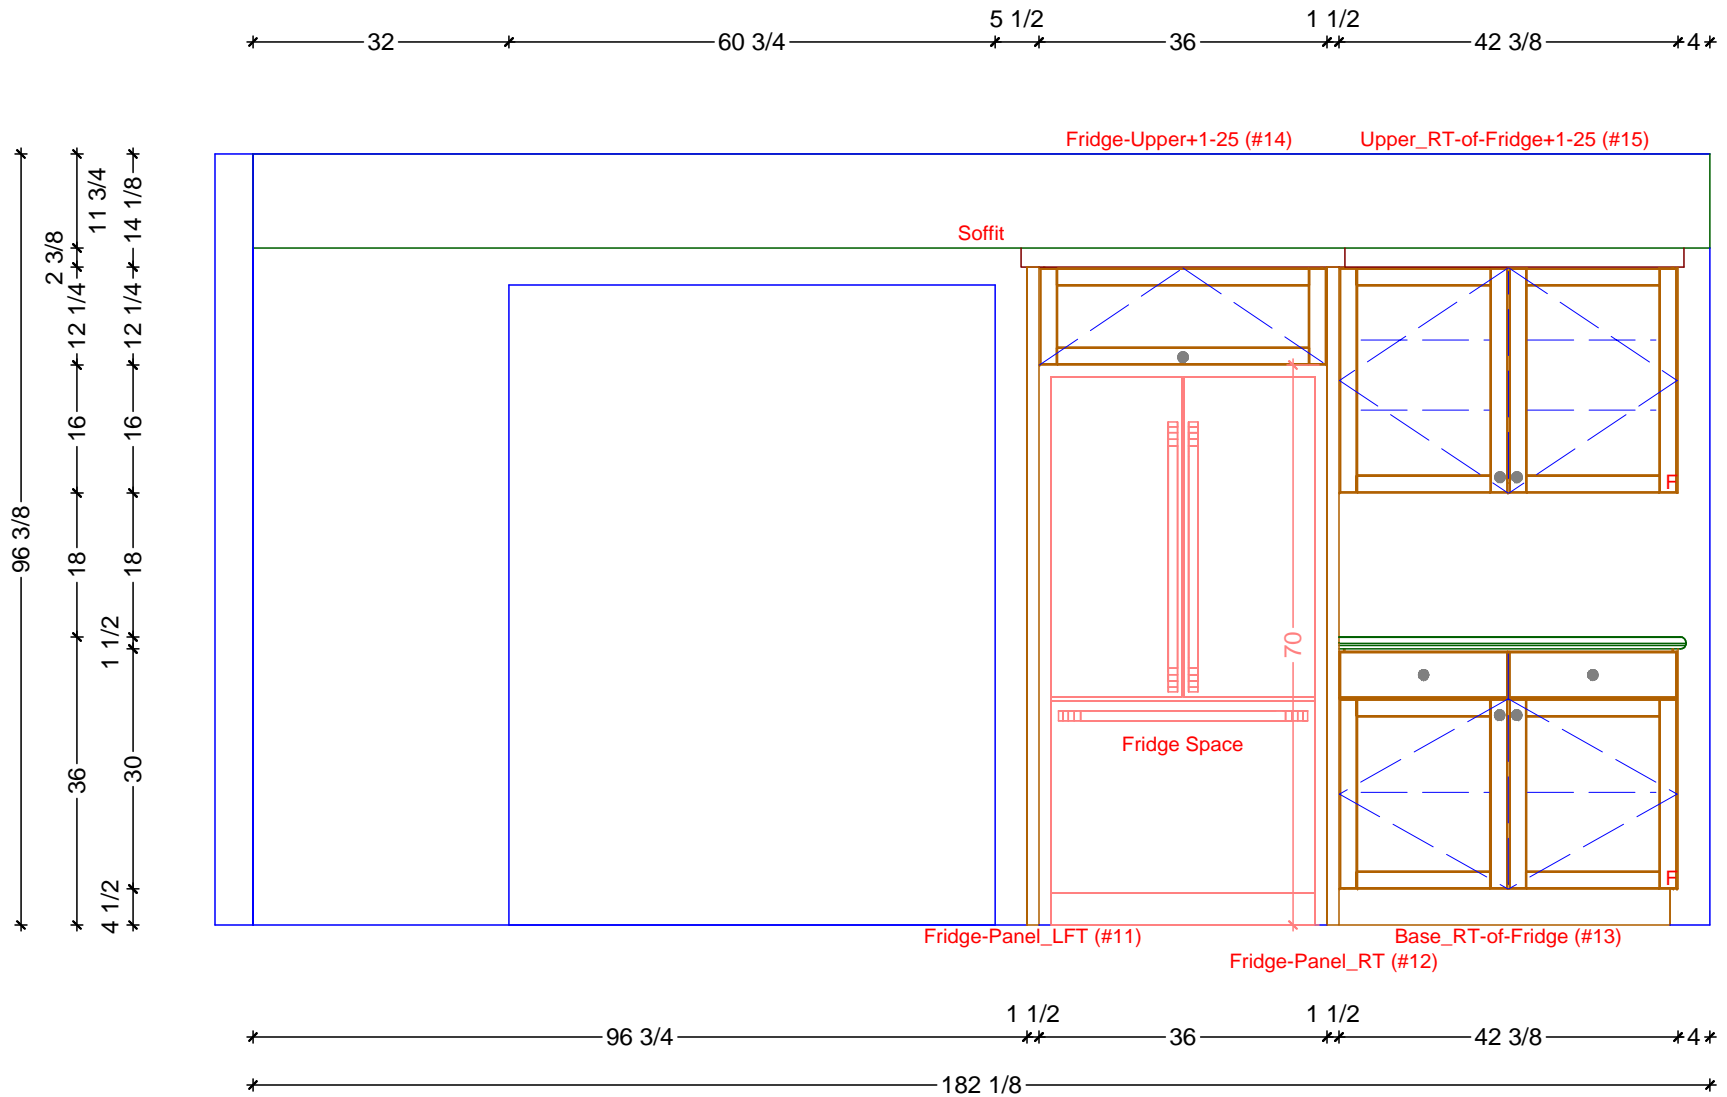 5 1/2 1 1/2
32 60 3/4 36 42 3/8 4
Fridge-Upper+1-25 (#14) Upper_RT-of-Fridge+1-25 (#15)
Soffit
96 3/8
2 3/8 11 3/4 14 1/8
12 1/4 12 1/4
16 16
18 18
1 1/2
36 30
4 1/2
70
F
Fridge Space
F
Fridge-Panel_LFT (#11) Base_RT-of-Fridge (#13)
Fridge-Panel_RT (#12)
1 1/2 1 1/2
96 3/4 36 42 3/8 4
182 1/8